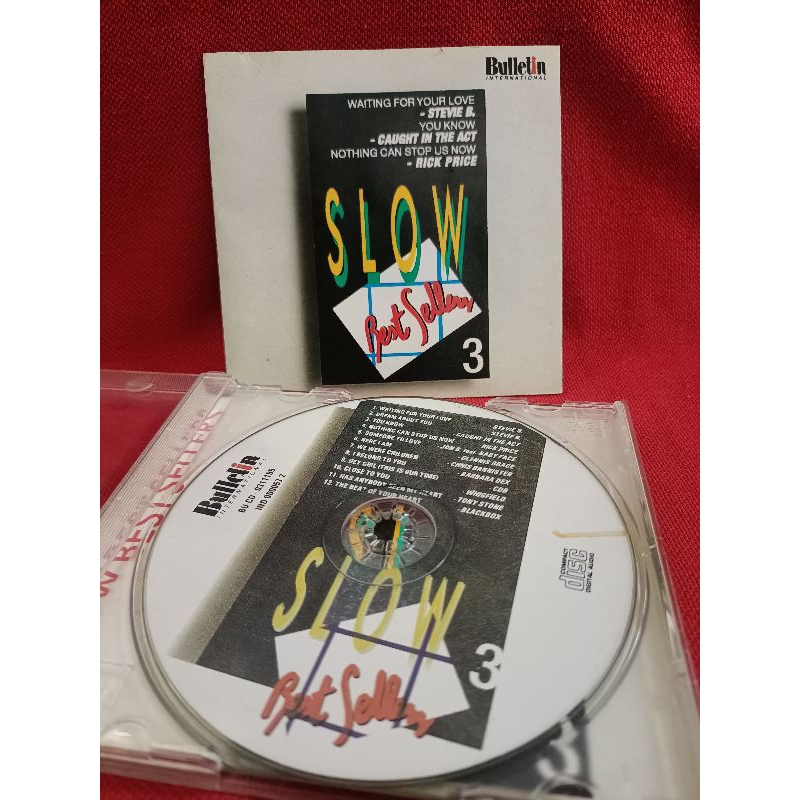 Bulletin
INTERNATIONAL
WAITING FOR YOUR LOVE
- STEVIE B.
YOU KNOW
- CAUGHT IN THE ACT
NOTHING CAN STOP US NOW
- RICK PRICE
SLOW
Best Sellers
3
W BEST SELLERS
Bulletin
INTERNATIONAL
BU CD
1. WAITING FOR YOUR LOVE STEVIE B.
2. DREAM ABOUT YOU STEVIE B.
3. YOU KNOW CAUGHT IN THE ACT
4. NOTHING CAN STOP US NOW RICK PRICE
5. SOMEONE TO LOVE JON B. feat. BABY FACE
6. HERE I AM GLENNIS GRACE
7. WE WERE CHILDREN CHRIS BANNISTER
8. I BELONG TO YOU BARBARA DEX
9. HEY GIRL (THIS IS OUR TIME) CDB
10. CLOSE TO YOU WHIGFIELD
11. HAS ANYBODY SEEN MY HEART TONY STONE
12. THE BEAT OF YOUR HEART BLACKBOX
COMPACT
disc
DIGITAL AUDIO
SLOW
Best Sellers
3